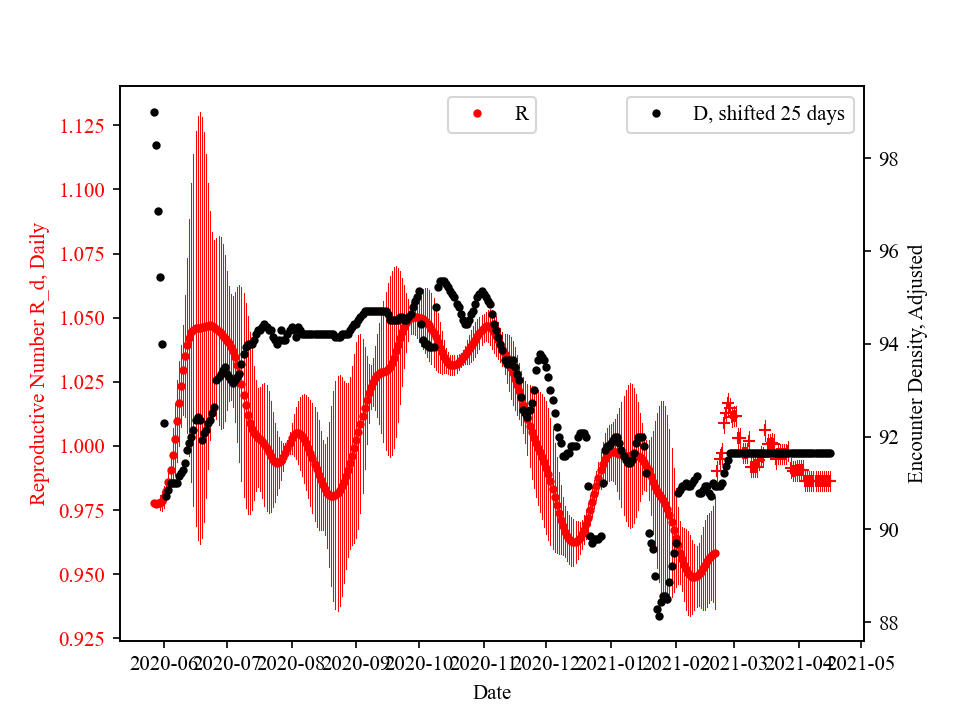 R
D, shifted 25 days
1.125
1.100
1.075
1.050
1.025
1.000
0.975
0.950
0.925
Reproductive Number R_d, Daily
98
96
94
92
90
88
Encounter Density, Adjusted
2020-06 2020-07 2020-08 2020-09 2020-10 2020-11 2020-12 2021-01 2021-02 2021-03 2021-04 2021-05
Date